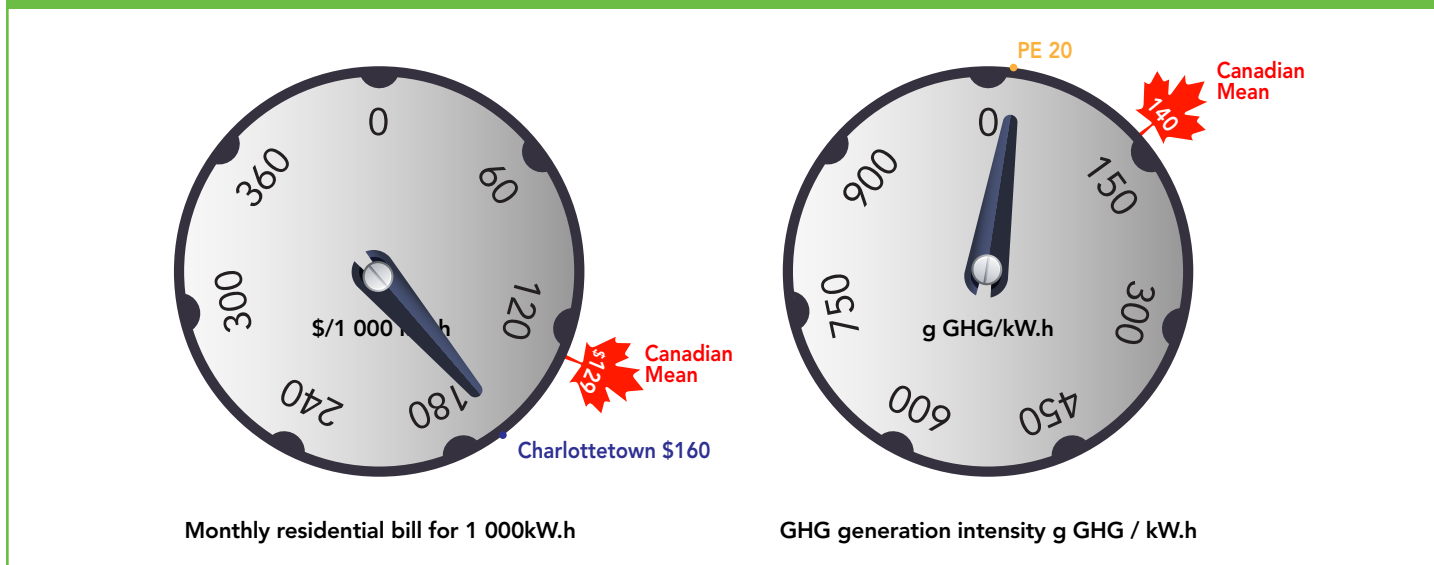 PE 20
Canadian
Mean
140
0
60
120
180
240
300
360
$/1 000 h
$129
Canadian
Mean
Charlottetown $160
0
150
300
450
600
750
900
g GHG/kW.h
Monthly residential bill for 1 000kW.h
GHG generation intensity g GHG / kW.h